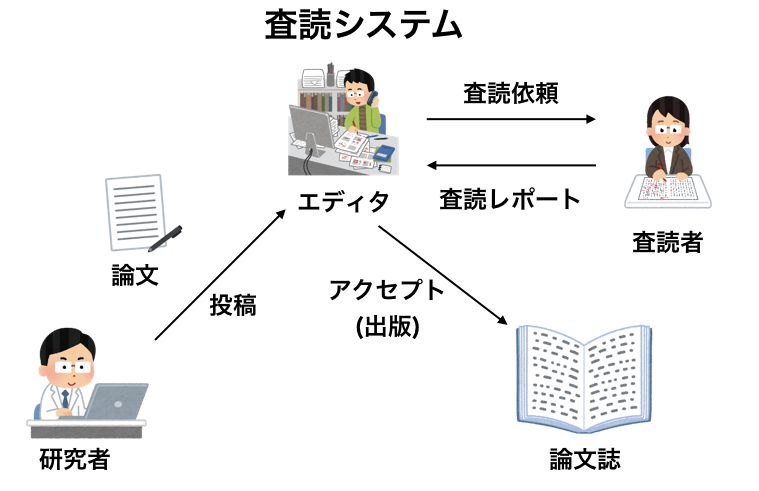 査読システム
査読依頼
エディタ
査読レポート
査読者
論文
投稿
アクセプト
(出版)
研究者
論文誌